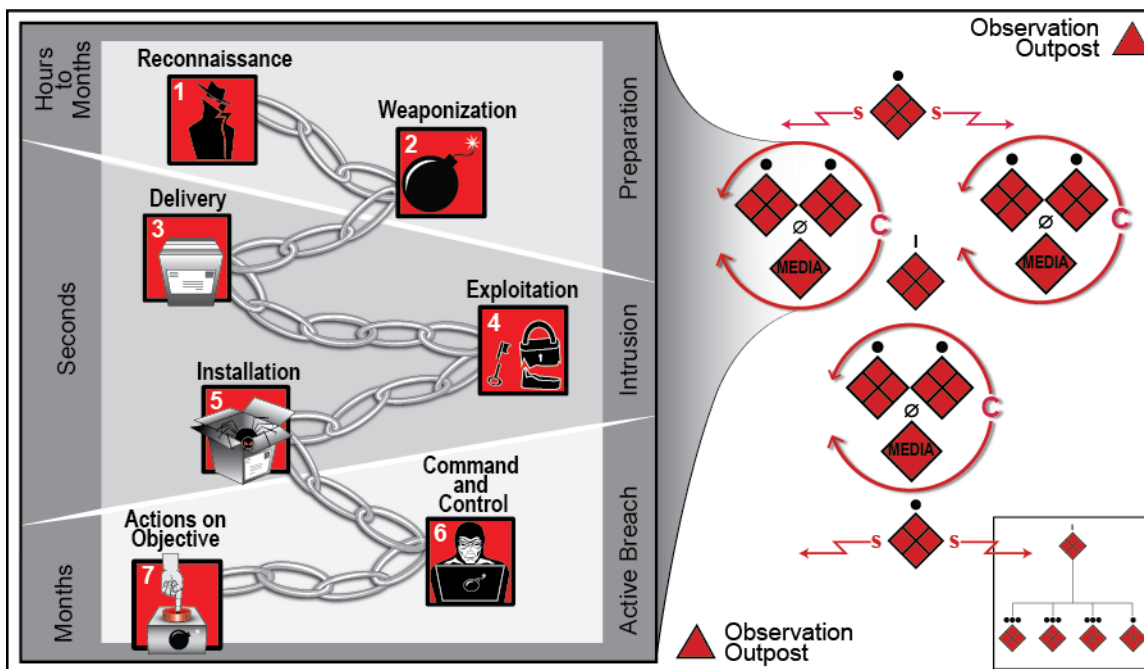 Hours
to
Months
Seconds
Months
Reconnaissance
1
Weaponization
2
Delivery
3
Exploitation
4
Installation
5
Command
and
Control
6
Actions on
Objective
7
Preparation
Intrusion
Active Breach
Observation
Outpost
S
S
C
Ø
MEDIA
C
Ø
MEDIA
I
C
Ø
MEDIA
S
S
I
Observation
Outpost